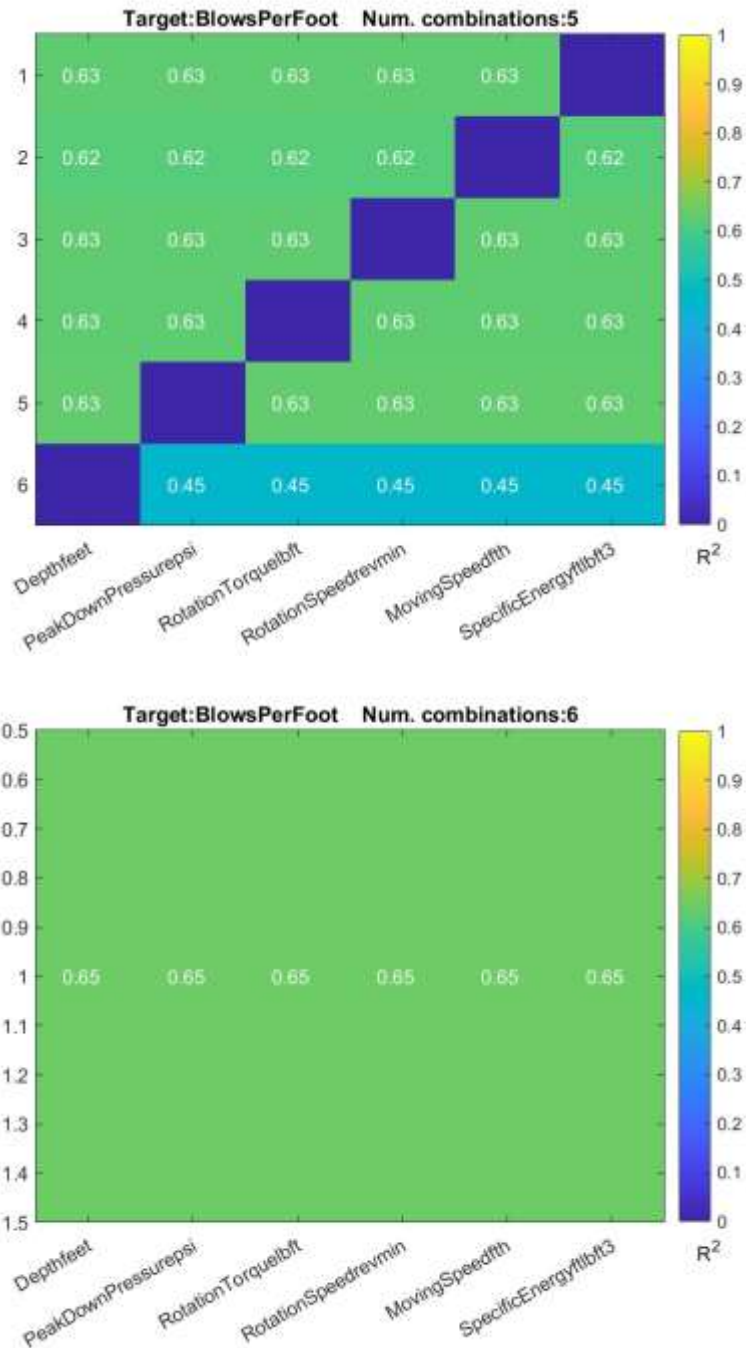 Target:BlowsPerFoot Num. combinations:5
1 0.63 0.63 0.63 0.63 0.63
2 0.62 0.62 0.62 0.62 0.62
3 0.63 0.63 0.63 0.63 0.63
4 0.63 0.63 0.63 0.63 0.63
5 0.63 0.63 0.63 0.63 0.63
6 0.45 0.45 0.45 0.45 0.45
Depthfeet
PeakDownPressurepsi
RotationTorquelbft
RotationSpeedrevmin
MovingSpeedfth
SpecificEnergyftlbft3
1
0.9
0.8
0.7
0.6
0.5
0.4
0.3
0.2
0.1
0
R²
Target:BlowsPerFoot Num. combinations:6
0.5
0.6
0.7
0.8
0.9
1 0.65 0.65 0.65 0.65 0.65 0.65
1.1
1.2
1.3
1.4
1.5
Depthfeet
PeakDownPressurepsi
RotationTorquelbft
RotationSpeedrevmin
MovingSpeedfth
SpecificEnergyftlbft3
1
0.9
0.8
0.7
0.6
0.5
0.4
0.3
0.2
0.1
0
R²